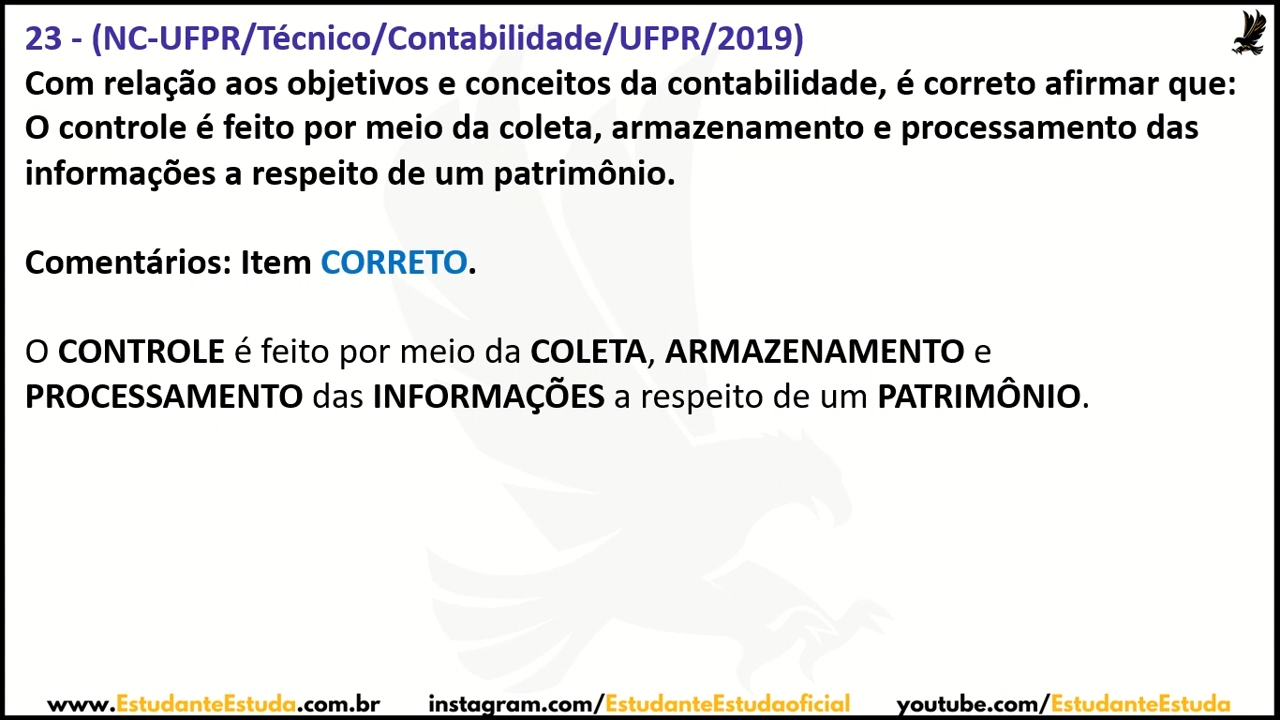 23 - (NC-UFPR/Técnico/Contabilidade/UFPR/2019)
Com relação aos objetivos e conceitos da contabilidade, é correto afirmar que:
O controle é feito por meio da coleta, armazenamento e processamento das
informações a respeito de um patrimônio.
Comentários: Item CORRETO.
O CONTROLE é feito por meio da COLETA, ARMAZENAMENTO e
PROCESSAMENTO das INFORMAÇÕES a respeito de um PATRIMÔNIO.
www.EstudanteEstuda.com.br instagram.com/EstudanteEstudaoficial youtube.com/EstudanteEstuda